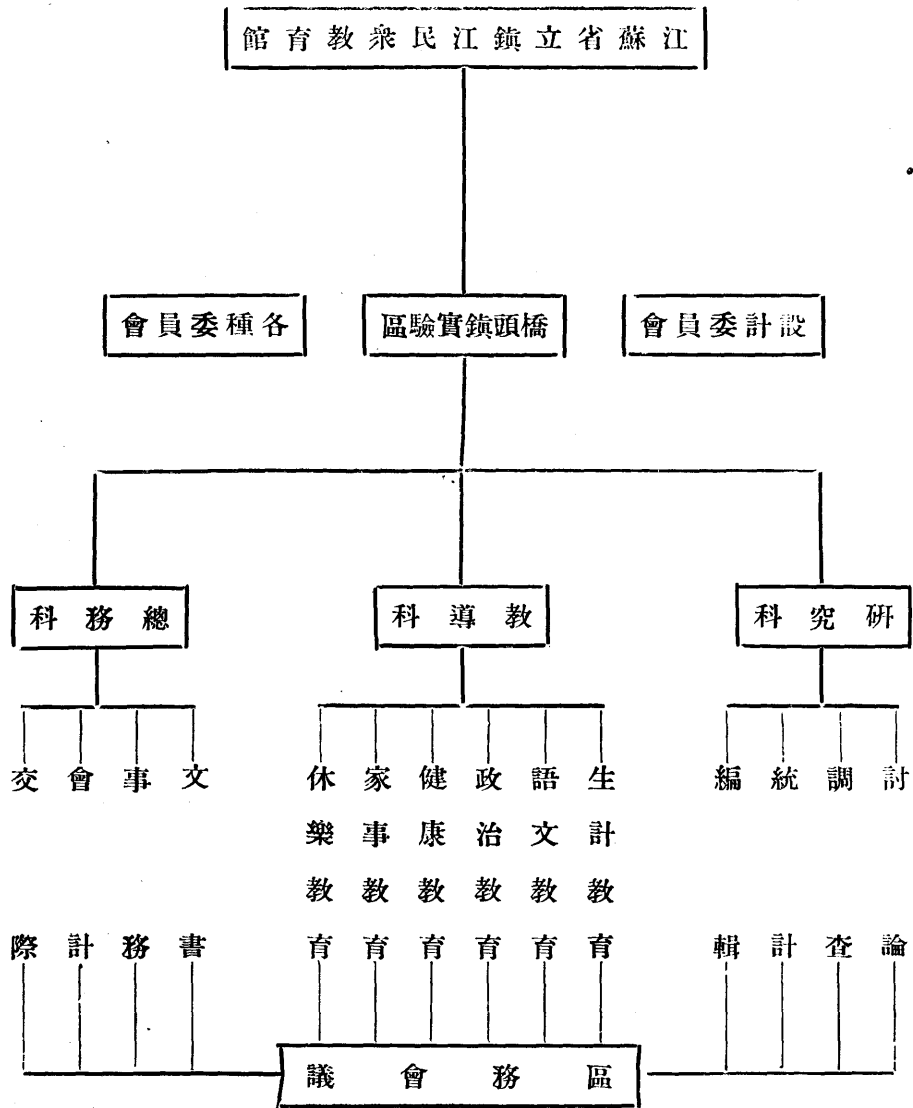 江蘇省立鎮江民衆教育館
設計委員會
橋頭鎮實驗區
各種委員會
研究科
教導科
總務科
討論
調查
統計
編輯
生計教育
語文教育
政治教育
健康教育
家事教育
休樂教育
文書
事務
會計
交際
區務會議